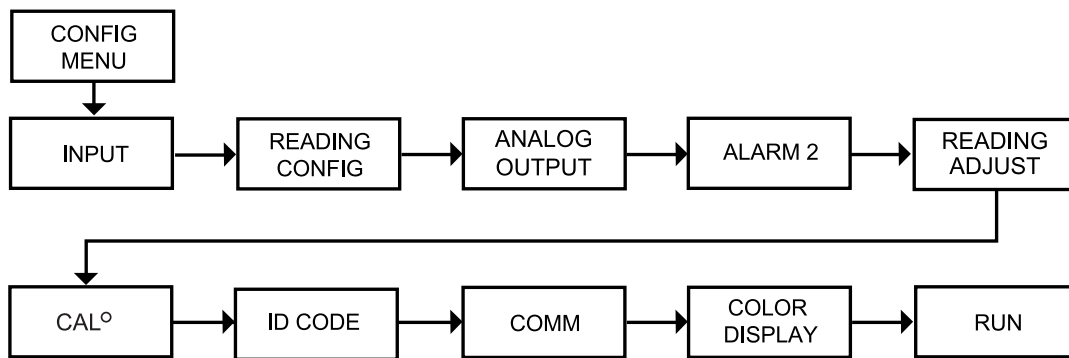 CONFIG
MENU
INPUT
READING
CONFIG
ANALOG
OUTPUT
ALARM 2
READING
ADJUST
CAL°
ID CODE
COMM
COLOR
DISPLAY
RUN